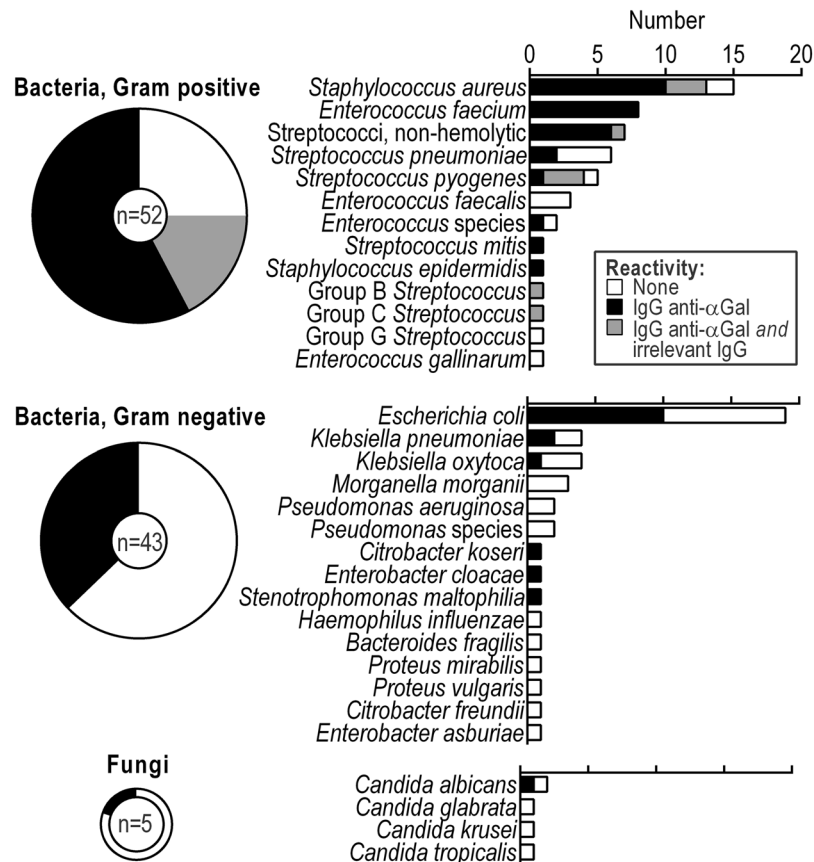 Number
0 5 10 15 20
Bacteria, Gram positive
n=52
Staphylococcus aureus
Enterococcus faecium
Streptococci, non-hemolytic
Streptococcus pneumoniae
Streptococcus pyogenes
Enterococcus faecalis
Enterococcus species
Streptococcus mitis
Staphylococcus epidermidis
Group B Streptococcus
Group C Streptococcus
Group G Streptococcus
Enterococcus gallinarum
Reactivity:
None
IgG anti-αGal
IgG anti-αGal and
irrelevant IgG
Bacteria, Gram negative
n=43
Escherichia coli
Klebsiella pneumoniae
Klebsiella oxytoca
Morganella morganii
Pseudomonas aeruginosa
Pseudomonas species
Citrobacter koseri
Enterobacter cloacae
Stenotrophomonas maltophilia
Haemophilus influenzae
Bacteroides fragilis
Proteus mirabilis
Proteus vulgaris
Citrobacter freundii
Enterobacter asburiae
Fungi
n=5
Candida albicans
Candida glabrata
Candida krusei
Candida tropicalis